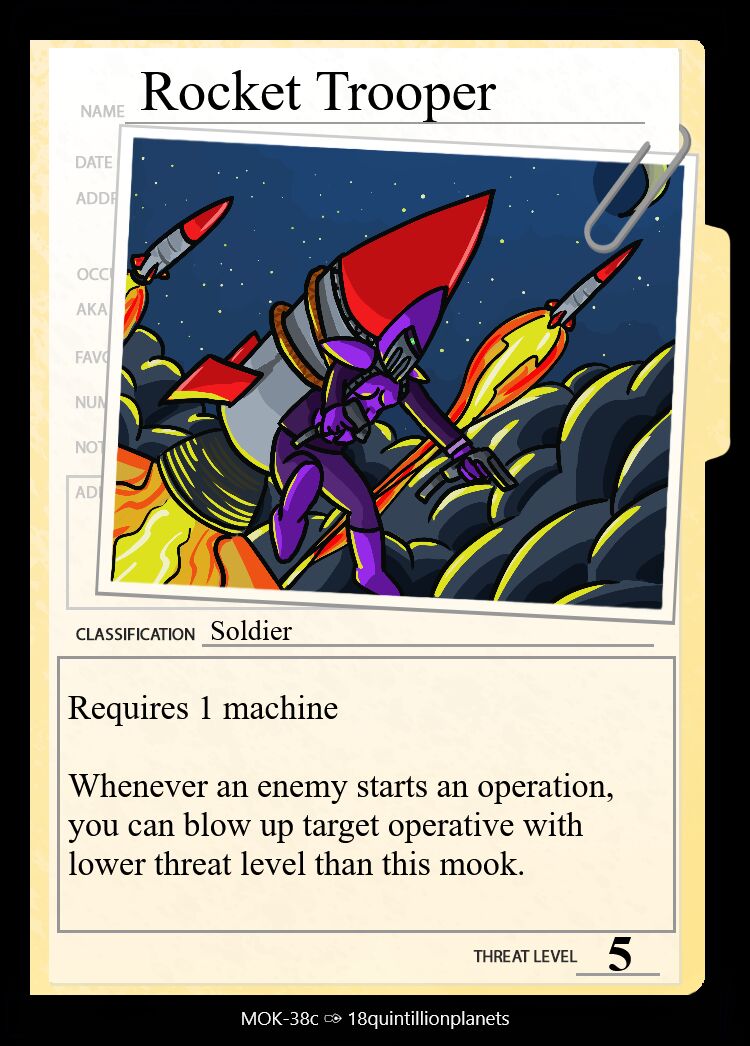 NAME Rocket Trooper
DATE
ADDR
OCCU
AKA
FAVO
NUM
NOT
ADD
CLASSIFICATION Soldier
Requires 1 machine
Whenever an enemy starts an operation,
you can blow up target operative with
lower threat level than this mook.
THREAT LEVEL 5
MOK-38c ✑ 18quintillionplanets